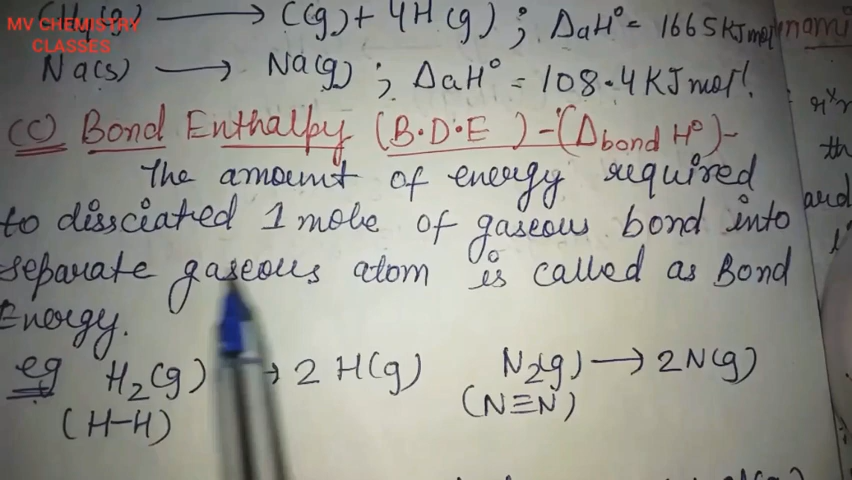 CH4(g) ⟶ C(g) + 4H(g) ; ΔaH° = 1665 KJ mol
MV CHEMISTRY
CLASSES
Na(s) ⟶ Na(g) ; ΔaH° = 108.4 KJ mol!
(C) Bond Enthalpy (B.D.E) - (Δbond H°) -
The amount of energy required
to dissciated 1 mole of gaseous bond into
separate gaseous atom is called as Bond
Energy.
eg H2(g) → 2 H(g) N2(g) ⟶ 2N(g)
(H-H) (N≡N)